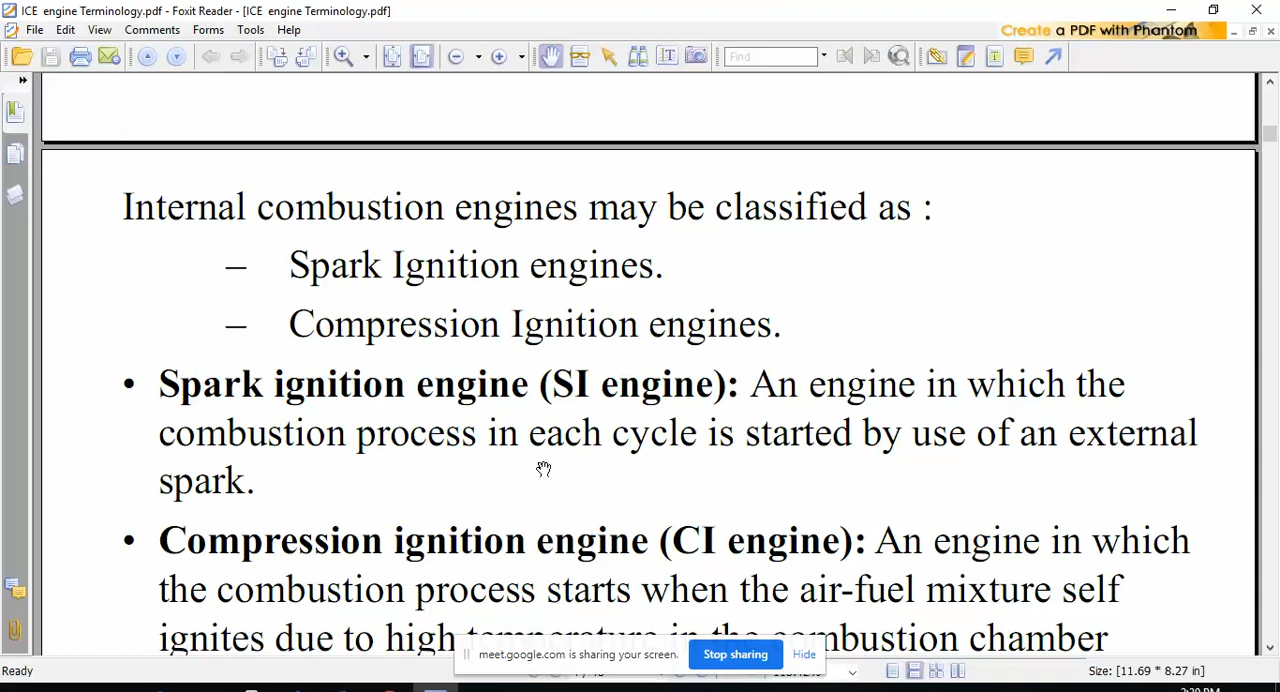 ICE engine Terminology.pdf - Foxit Reader - [ICE engine Terminology.pdf]
File Edit View Comments Forms Tools Help
Create a PDF with Phantom
Find
Internal combustion engines may be classified as :
– Spark Ignition engines.
– Compression Ignition engines.
• Spark ignition engine (SI engine): An engine in which the
combustion process in each cycle is started by use of an external
spark.
• Compression ignition engine (CI engine): An engine in which
the combustion process starts when the air-fuel mixture self
ignites due to high temperature in the combustion chamber
meet.google.com is sharing your screen. Stop sharing Hide
Ready
Size: [11.69 * 8.27 in]